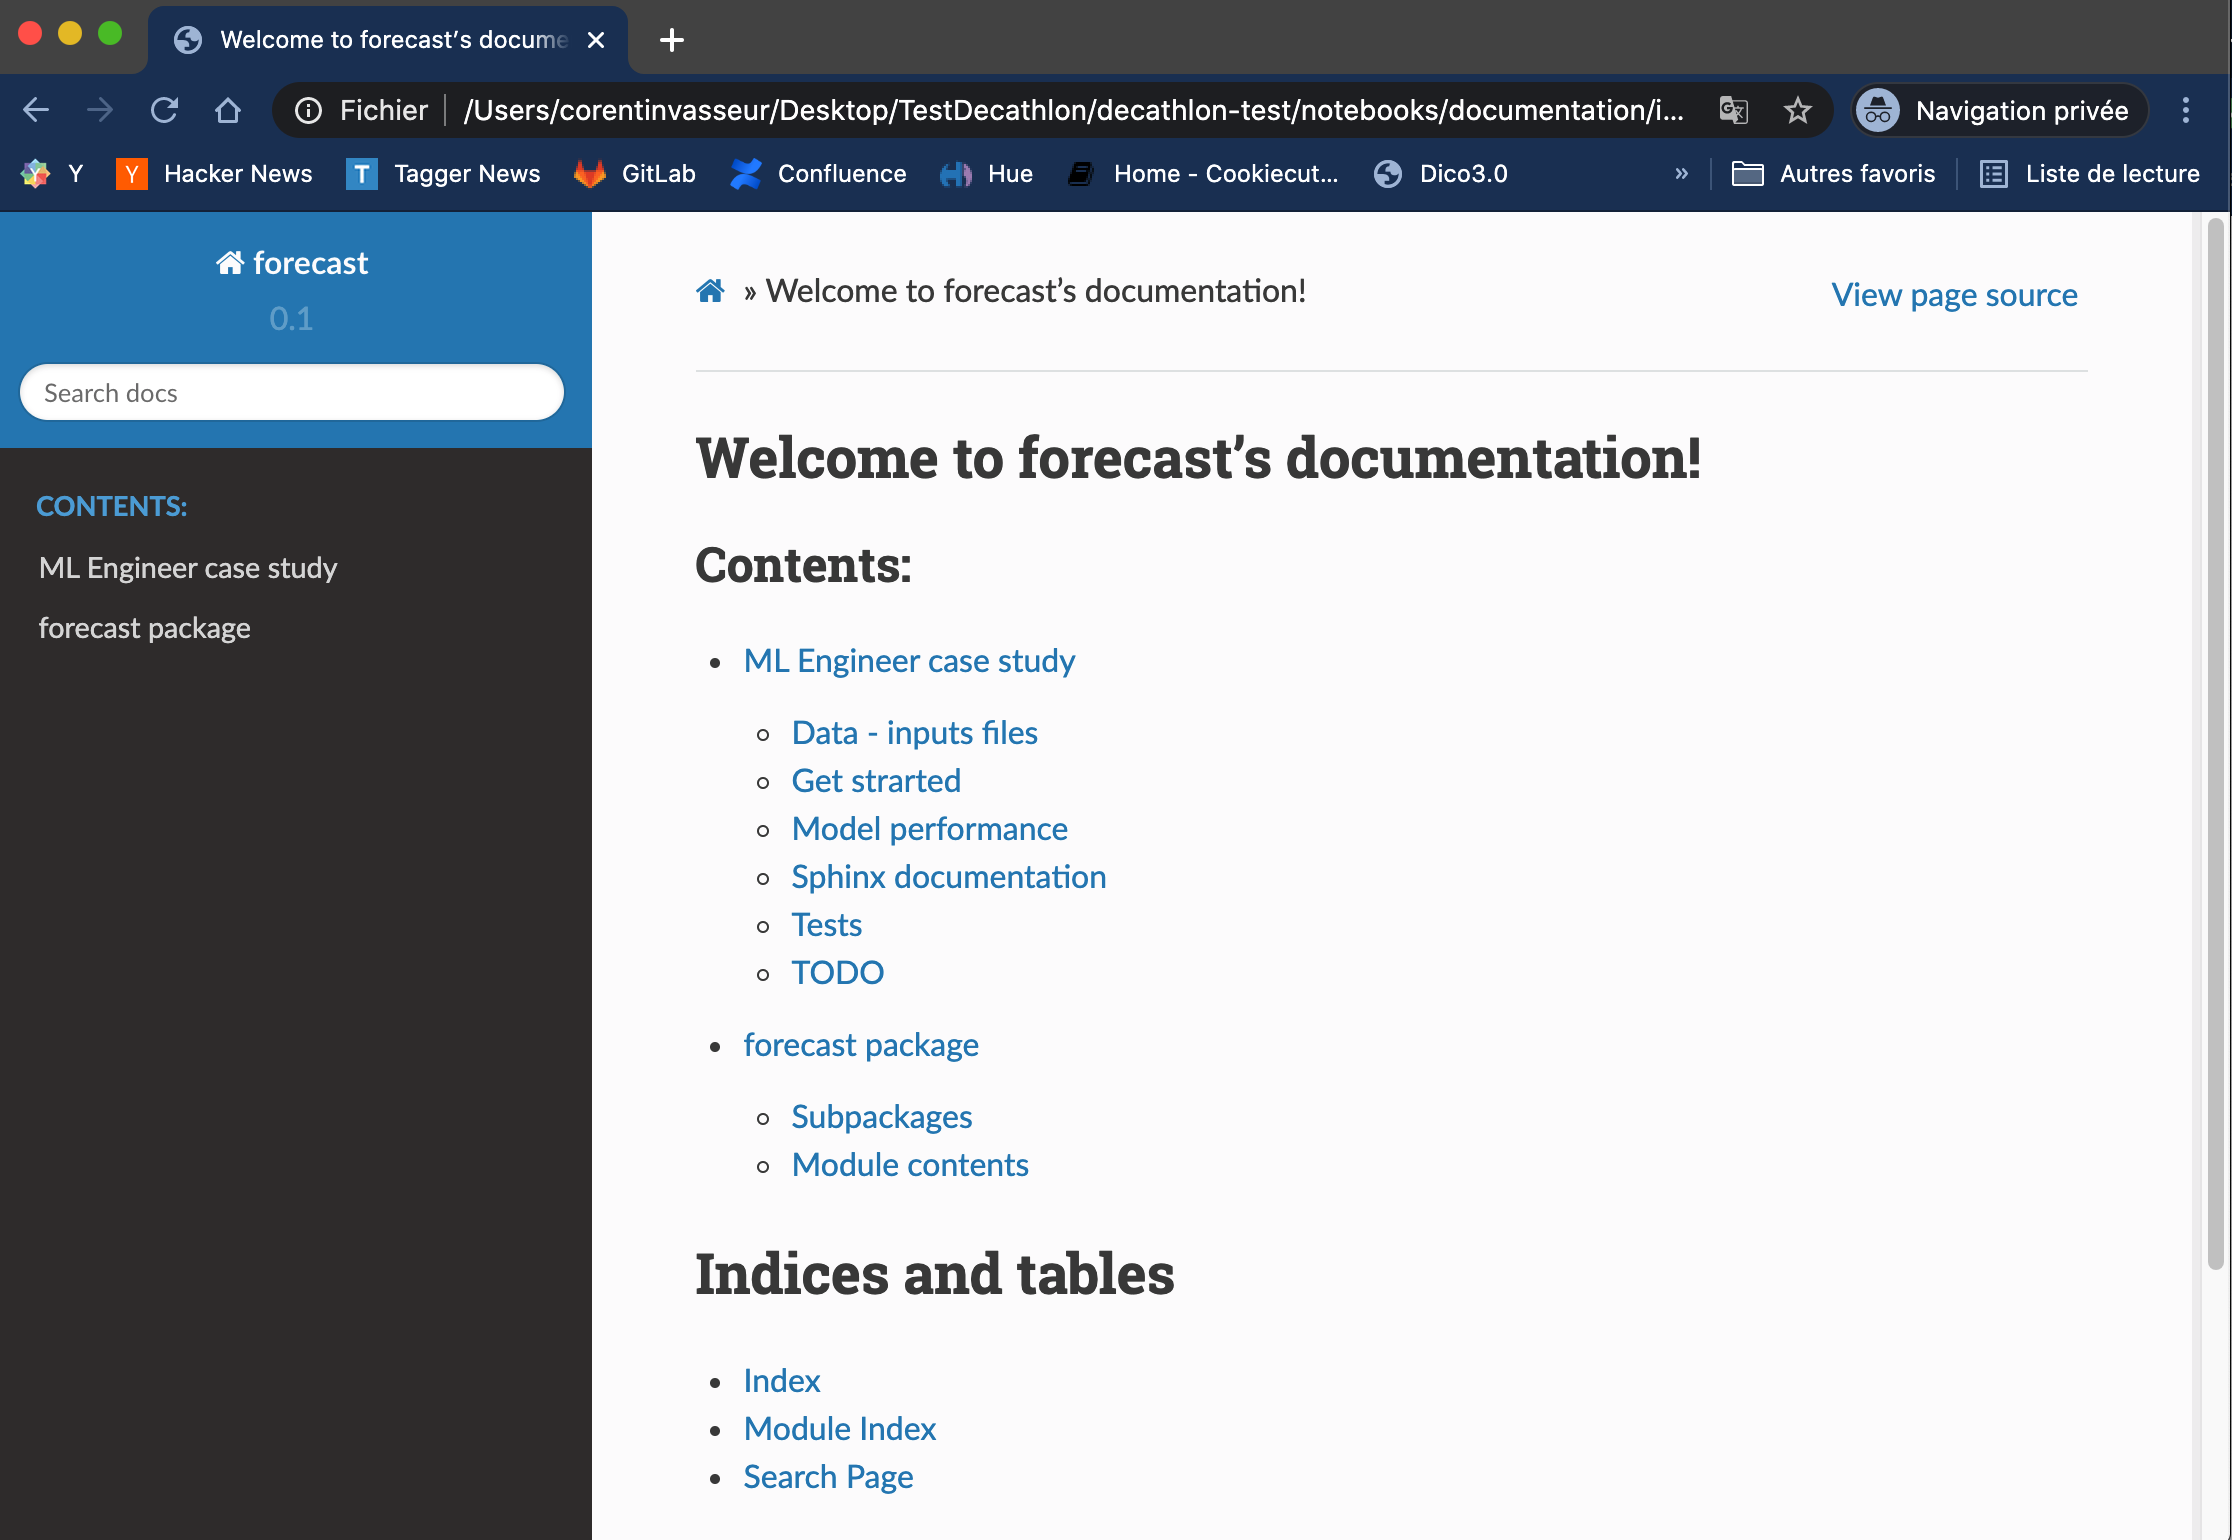 Welcome to forecast's docume
Fichier /Users/corentinvasseur/Desktop/TestDecathlon/decathlon-test/notebooks/documentation/i... Navigation privée
Y Hacker News T Tagger News GitLab Confluence Hue Home - Cookiecut... Dico3.0 » Autres favoris Liste de lecture
forecast
0.1
Search docs
CONTENTS:
ML Engineer case study
forecast package
» Welcome to forecast’s documentation! View page source
Welcome to forecast’s documentation!
Contents:
• ML Engineer case study
Data - inputs files
Get strarted
Model performance
Sphinx documentation
Tests
TODO
• forecast package
Subpackages
Module contents
Indices and tables
• Index
• Module Index
• Search Page